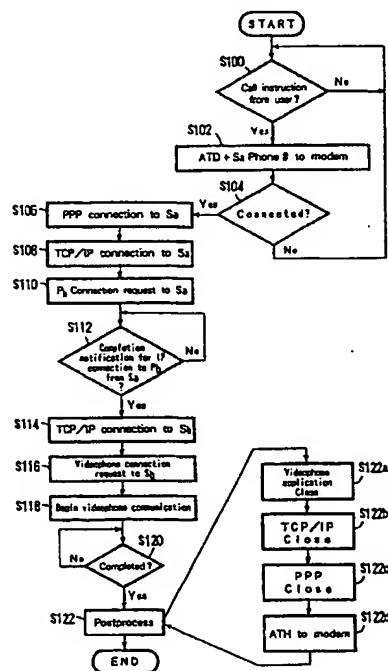 START
S100
Call instruction
from user?
No
Yes
S102
ATD + Sa Phone # to modem
S104
Connected?
Yes
No
S106
PPP connection to Sa
S108
TCP/IP connection to Sa
S110
Pb Connection request to Sa
S112
Completion
notification for
connection to Pb
from Sa
?
No
Yes
S114
TCP/IP connection to Sb
S116
Videophone connection
request to Sb
S118
Begin videophone communication
S120
Completed?
No
Yes
S122
Postprocess
END
S122a
Videophone
application
Close
S122b
TCP/IP
Close
S122c
PPP
Close
S122d
ATH to modem